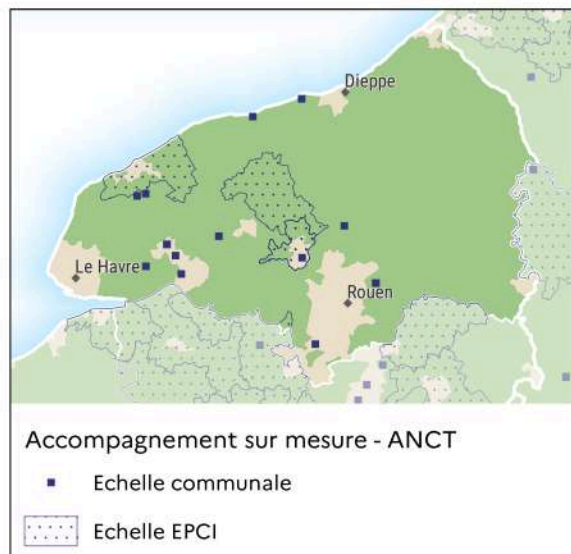 Dieppe
Le Havre
Rouen
Accompagnement sur mesure - ANCT
Echelle communale
Echelle EPCI